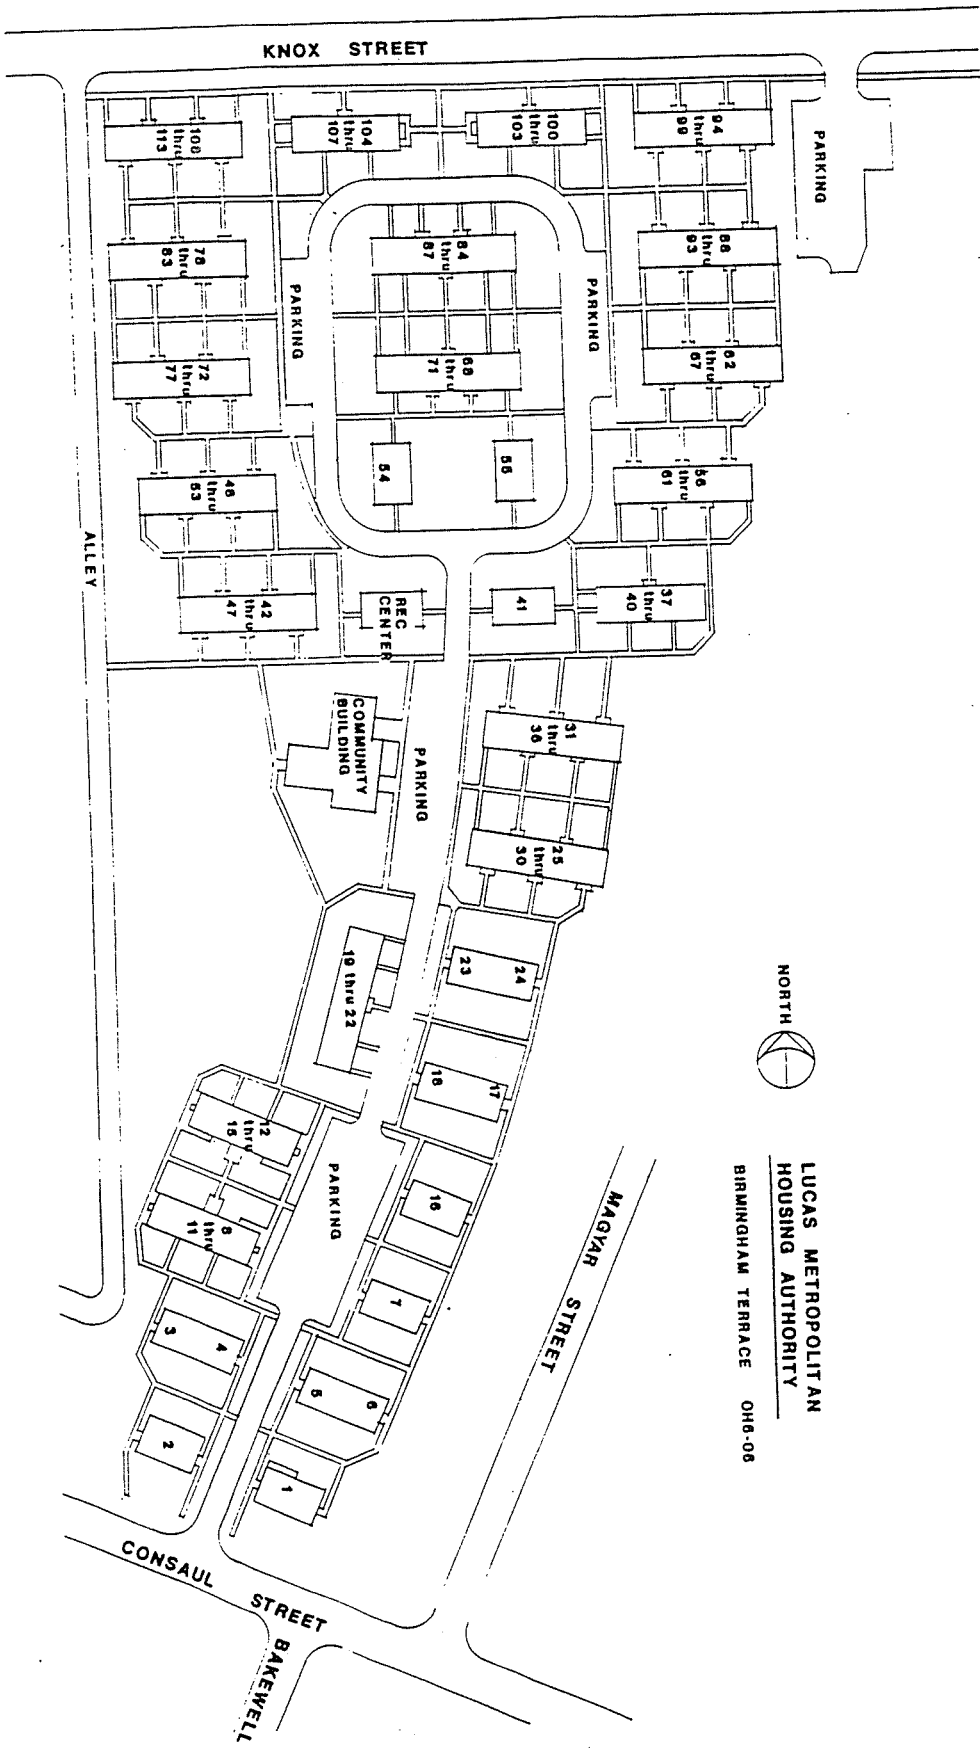 KNOX STREET
PARKING
94
thru
99
100
thru
103
104
thru
107
108
thru
113
88
thru
93
84
thru
87
78
thru
83
PARKING
PARKING
62
thru
67
68
thru
71
72
thru
77
56
thru
61
55
54
48
thru
53
ALLEY
37
thru
40
41
REC
CENTER
42
thru
47
31
thru
36
COMMUNITY
BUILDING
PARKING
25
thru
30
24
23
19 thru 22
17
18
12
thru
15
PARKING
16
8
thru
11
7
3
4
5
6
2
1
NORTH
LUCAS METROPOLITAN
HOUSING AUTHORITY
BIRMINGHAM TERRACE OH6-06
MAGYAR STREET
CONSAUL STREET
BAKEWELL